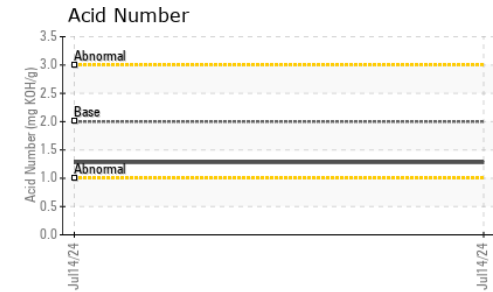 Acid Number
Acid Number (mg KOH/g)
3.5
3.0
2.5
2.0
1.5
1.0
0.5
0.0
Abnormal
Base
Abnormal
Jul14/24
Jul14/24